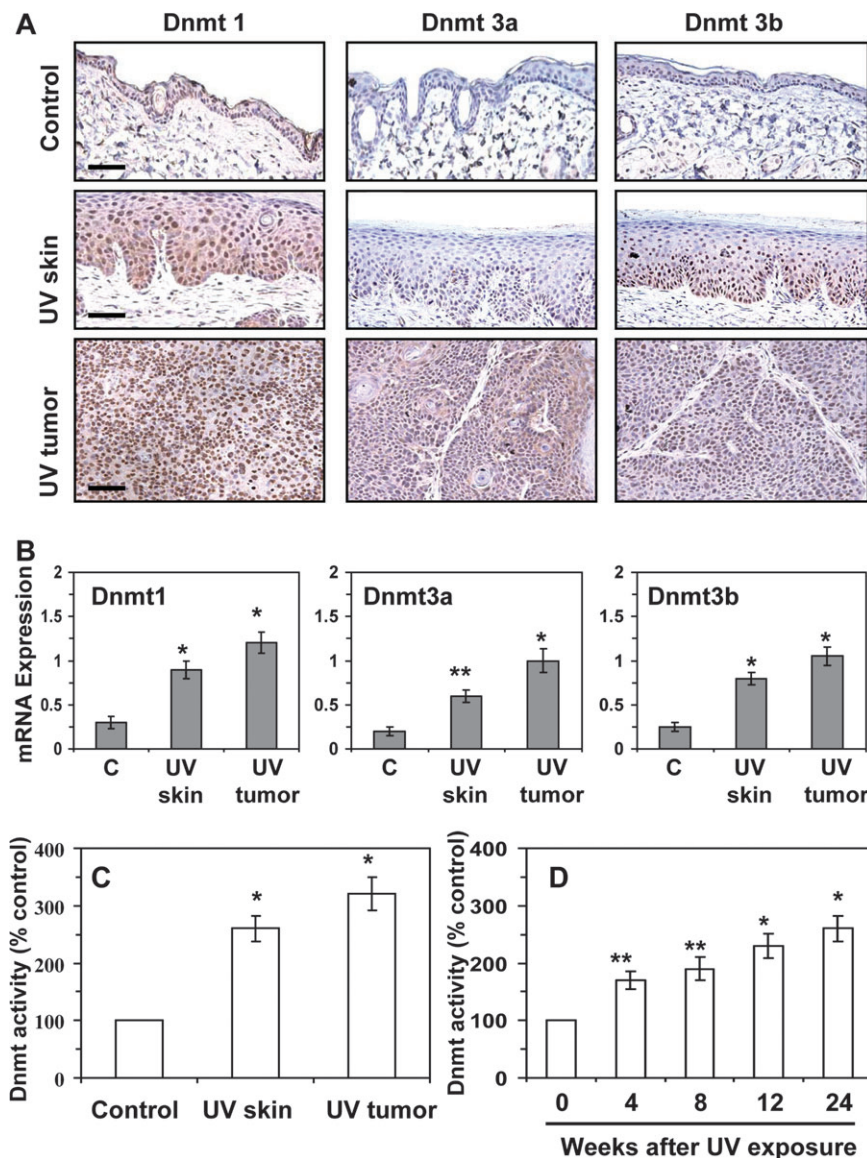 A
Dnmt 1
Dnmt 3a
Dnmt 3b
Control
UV skin
UV tumor
B
mRNA Expression
2
1.5
1
0.5
0
Dnmt1
*
*
C
UV
skin
UV
tumor
2
1.5
1
0.5
0
Dnmt3a
**
*
C
UV
skin
UV
tumor
2
1.5
1
0.5
0
Dnmt3b
*
*
C
UV
skin
UV
tumor
Dnmt activity (% control)
400
300
200
100
0
C
*
*
Control
UV skin
UV tumor
Dnmt activity (% control)
400
300
200
100
0
D
**
**
*
*
0 4 8 12 24
Weeks after UV exposure